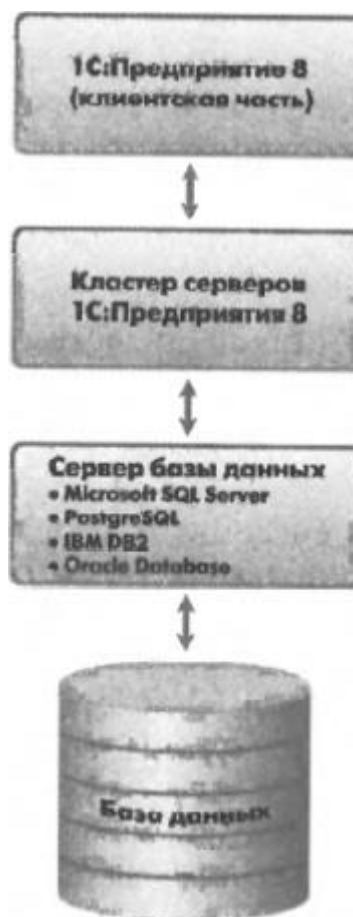 1С:Предприятие 8
(клиентская часть)
Кластер серверов
1С:Предприятия 8
Сервер базы данных
• Microsoft SQL Server
• PostgreSQL
• IBM DB2
• Oracle Database
База данных